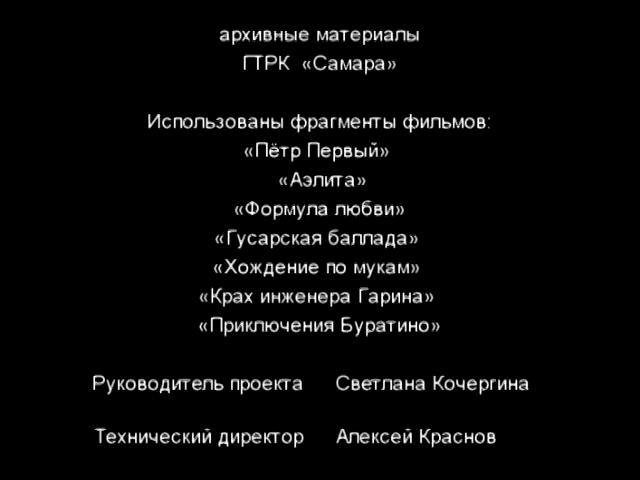 архивные материалы
ГТРК «Самара»
Использованы фрагменты фильмов:
«Пётр Первый»
«Аэлита»
«Формула любви»
«Гусарская баллада»
«Хождение по мукам»
«Крах инженера Гарина»
«Приключения Буратино»
Руководитель проекта Светлана Кочергина
Технический директор Алексей Краснов